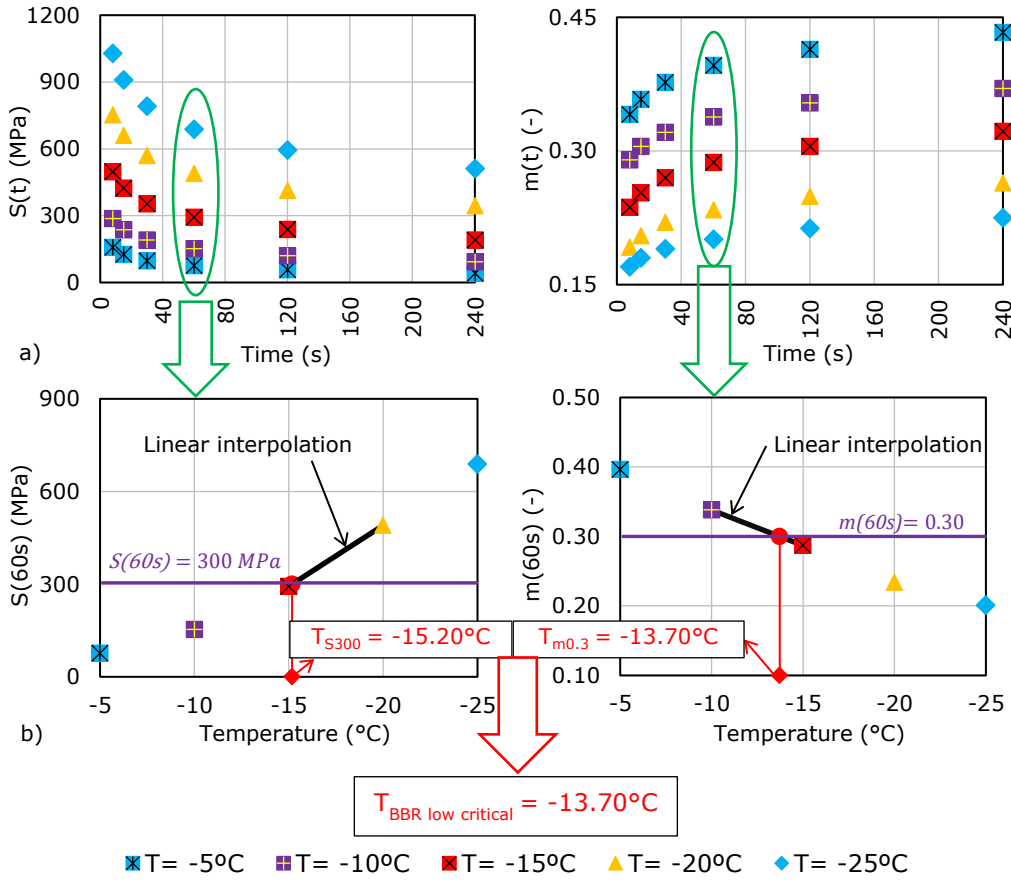 1200
900
600
300
0
S(t) (MPa)
0
40
80
120
160
200
240
Time (s)
a)
0.45
0.30
0.15
m(t) (-)
0
40
80
120
160
200
240
Time (s)
900
600
300
0
S(60s) (MPa)
Linear interpolation
S(60s) = 300 MPa
-5
-10
-15
-20
-25
Temperature (°C)
b)
0.50
0.40
0.30
0.20
0.10
m(60s) (-)
Linear interpolation
m(60s)= 0.30
-5
-10
-15
-20
-25
Temperature (°C)
TS300 = -15.20°C
Tm0.3 = -13.70°C
TBBR low critical = -13.70°C
T= -5ºC T= -10ºC T= -15ºC T= -20ºC T= -25ºC